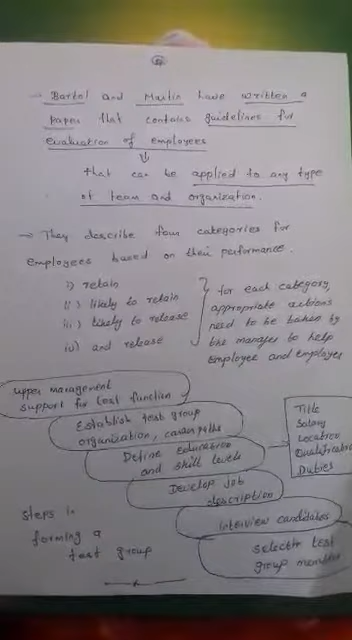 → Bartol and Martin have written a
paper that contains guidelines for
evaluation of employees
↓
that can be applied to any type
of team and organization.
→ They describe four categories for
employees based on their performance.
i) retain
ii) likely to retain
iii) likely to release
iv) and release
for each category,
appropriate actions
need to be taken by
the manager to help
employee and employer
upper management
support for test function
Establish test group
organization, career paths
Define education
and skill levels
Title
Salary
Location
Qualification
Duties
Develop job
description
interview candidates
select test
group member
steps in
forming a
test group